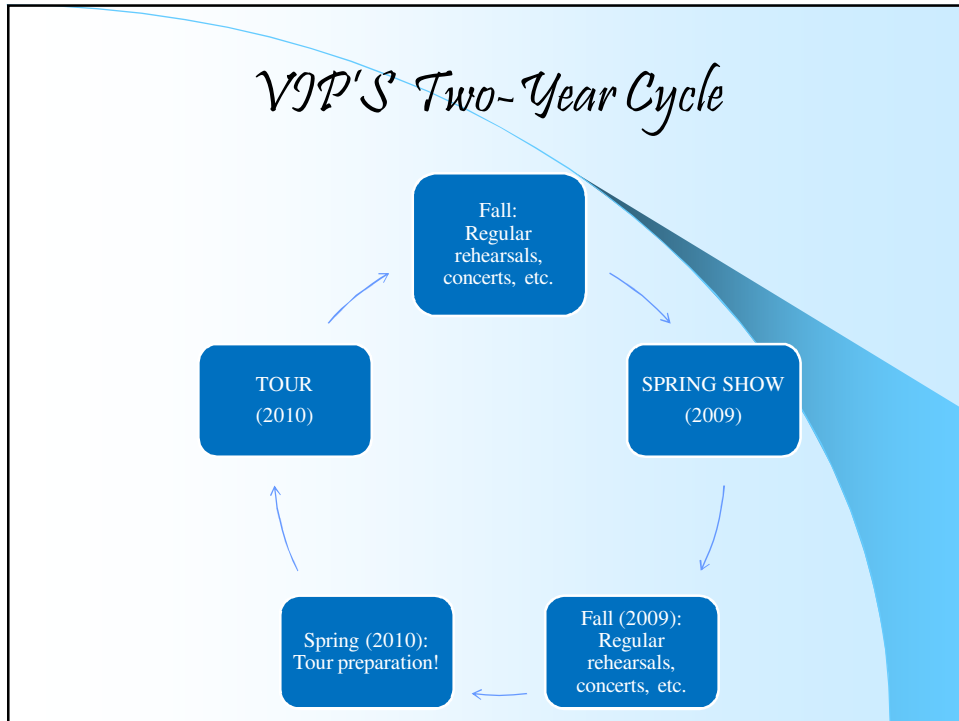 VIP'S Two-Year Cycle
Fall:
Regular
rehearsals,
concerts, etc.
SPRING SHOW
(2009)
Fall (2009):
Regular
rehearsals,
concerts, etc.
Spring (2010):
Tour preparation!
TOUR
(2010)